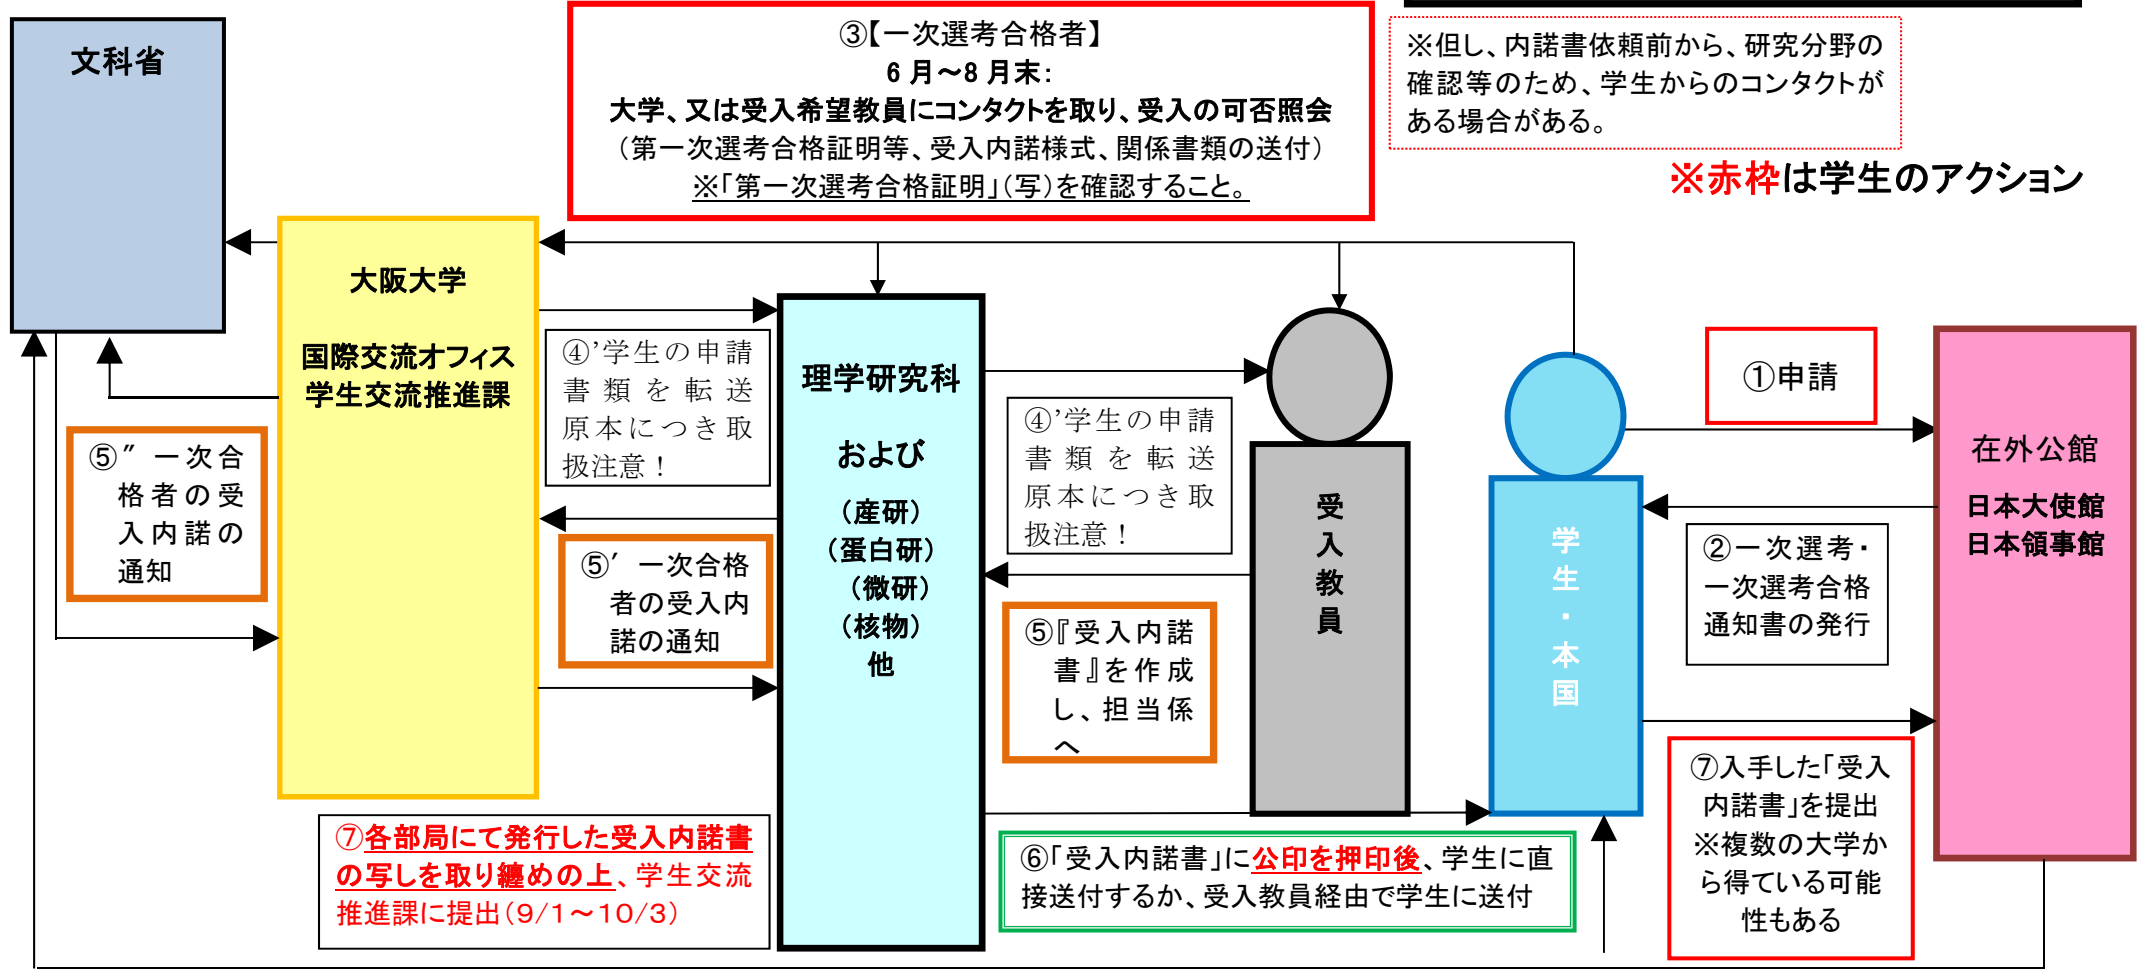 文科省
③【一次選考合格者】
6月～8月末：
大学、又は受入希望教員にコンタクトを取り、受入の可否照会
（第一次選考合格証明等、受入内諾様式、関係書類の送付）
※「第一次選考合格証明」（写）を確認すること。
※但し、内諾書依頼前から、研究分野の
確認等のため、学生からのコンタクトが
ある場合がある。
※赤枠は学生のアクション
大阪大学
国際交流オフィス
学生交流推進課
④’学生の申請
書類を転送
原本につき取
扱注意！
理学研究科
および
（産研）
（蛋白研）
（微研）
（核物）
他
④’学生の申請
書類を転送
原本につき取
扱注意！
受
入
教
員
学
生
・
本
国
①申請
在外公館
日本大使館
日本領事館
②一次選考・
一次選考合格
通知書の発行
⑤″一次合
格者の受
入内諾の
通知
⑤′一次合格
者の受入内
諾の通知
⑤『受入内諾
書』を作成
し、担当係
へ
⑦各部局にて発行した受入内諾書
の写しを取り纏めの上、学生交流
推進課に提出（9/1～10/3）
⑥「受入内諾書」に公印を押印後、学生に直
接送付するか、受入教員経由で学生に送付
⑦入手した「受入
内諾書」を提出
※複数の大学か
ら得ている可能
性もある